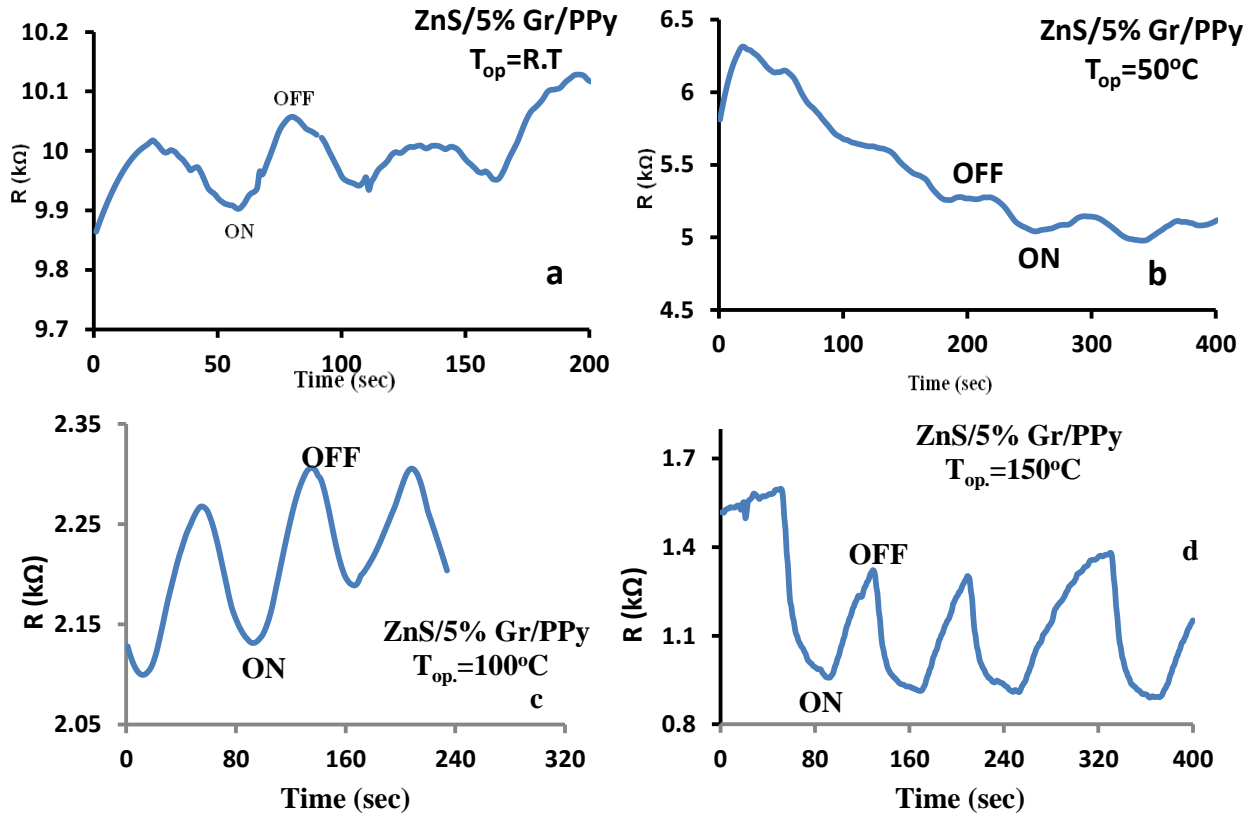 ZnS/5% Gr/PPy
Top=R.T
R (kΩ)
10.2
10.1
10
9.9
9.8
9.7
OFF
ON
a
0
50
100
150
200
Time (sec)
ZnS/5% Gr/PPy
Top=50°C
R (kΩ)
6.5
6
5.5
5
4.5
OFF
ON
b
0
100
200
300
400
Time (sec)
R (kΩ)
2.35
2.25
2.15
2.05
OFF
ON
ZnS/5% Gr/PPy
Top.=100°C
c
0
80
160
240
320
Time (sec)
ZnS/5% Gr/PPy
Top.=150°C
R (kΩ)
1.7
1.4
1.1
0.8
OFF
ON
d
0
80
160
240
320
400
Time (sec)